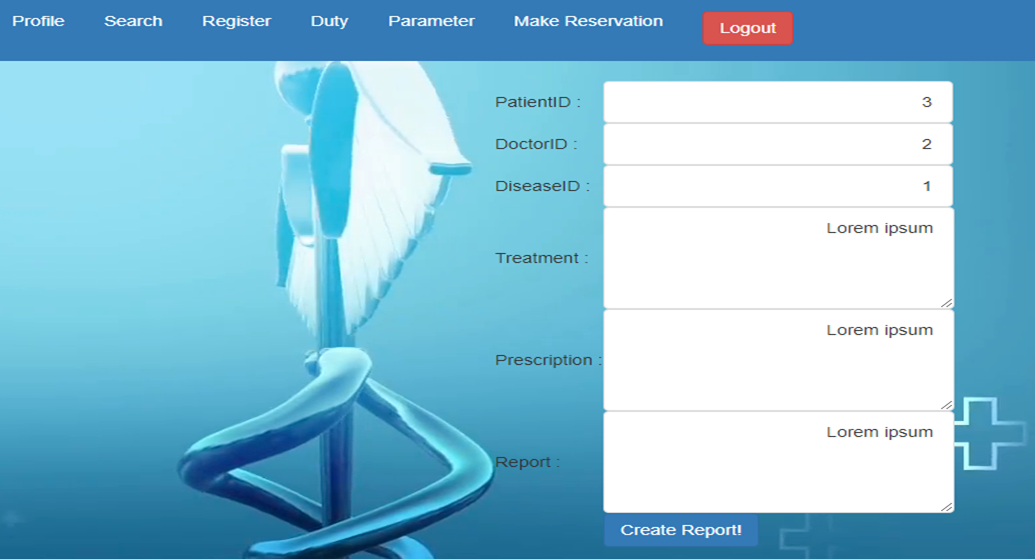 Profile Search Register Duty Parameter Make Reservation Logout
PatientID : 3
DoctorID : 2
DiseaseID : 1
Treatment : Lorem ipsum
Prescription : Lorem ipsum
Report : Lorem ipsum
Create Report!